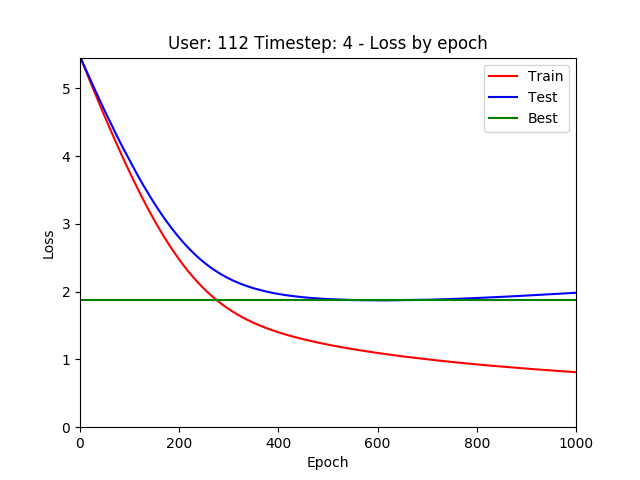 User: 112 Timestep: 4 - Loss by epoch
Train
Test
Best
Loss
5
4
3
2
1
0
0 200 400 600 800 1000
Epoch